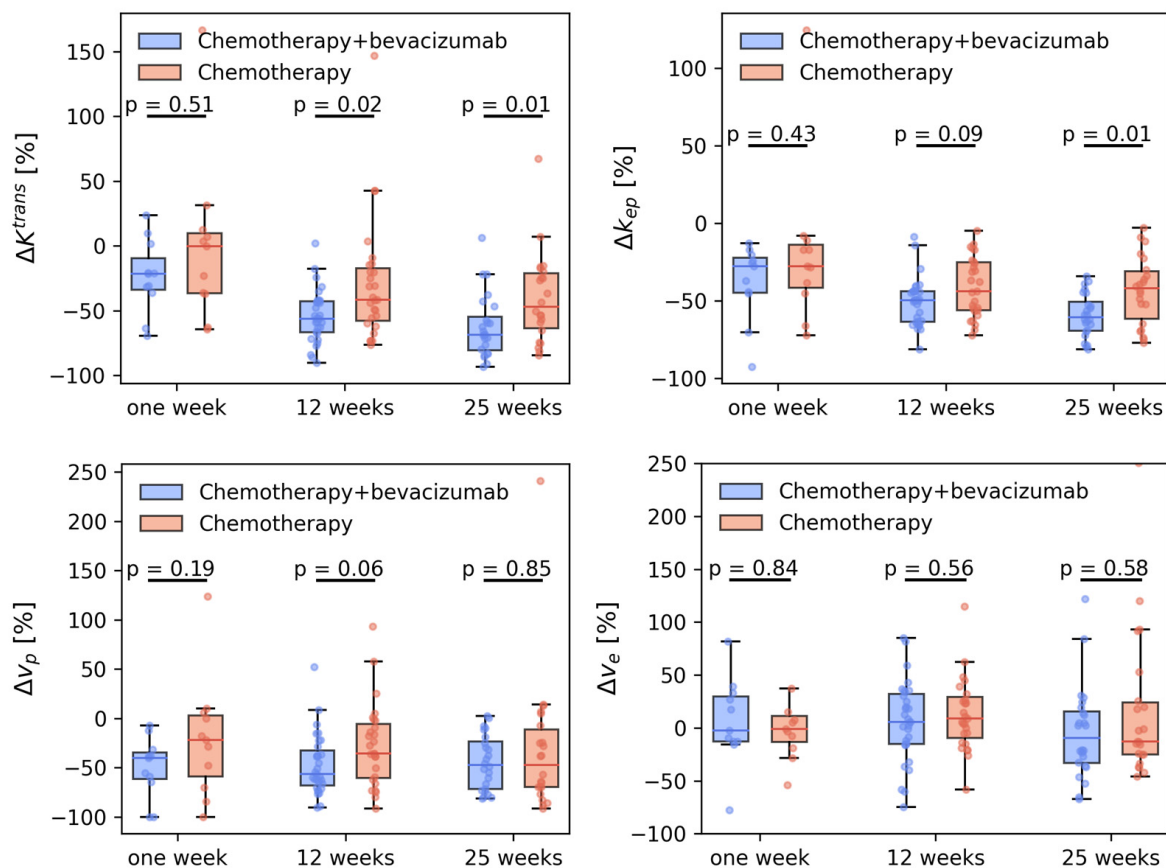 Chemotherapy+bevacizumab
Chemotherapy
p = 0.51
p = 0.02
p = 0.01
ΔK^trans [%]
150
100
50
0
−50
−100
one week
12 weeks
25 weeks
Chemotherapy+bevacizumab
Chemotherapy
p = 0.43
p = 0.09
p = 0.01
Δk_ep [%]
100
50
0
−50
−100
one week
12 weeks
25 weeks
Chemotherapy+bevacizumab
Chemotherapy
p = 0.19
p = 0.06
p = 0.85
Δv_p [%]
250
200
150
100
50
0
−50
−100
one week
12 weeks
25 weeks
Chemotherapy+bevacizumab
Chemotherapy
p = 0.84
p = 0.56
p = 0.58
Δv_e [%]
250
200
150
100
50
0
−50
−100
one week
12 weeks
25 weeks